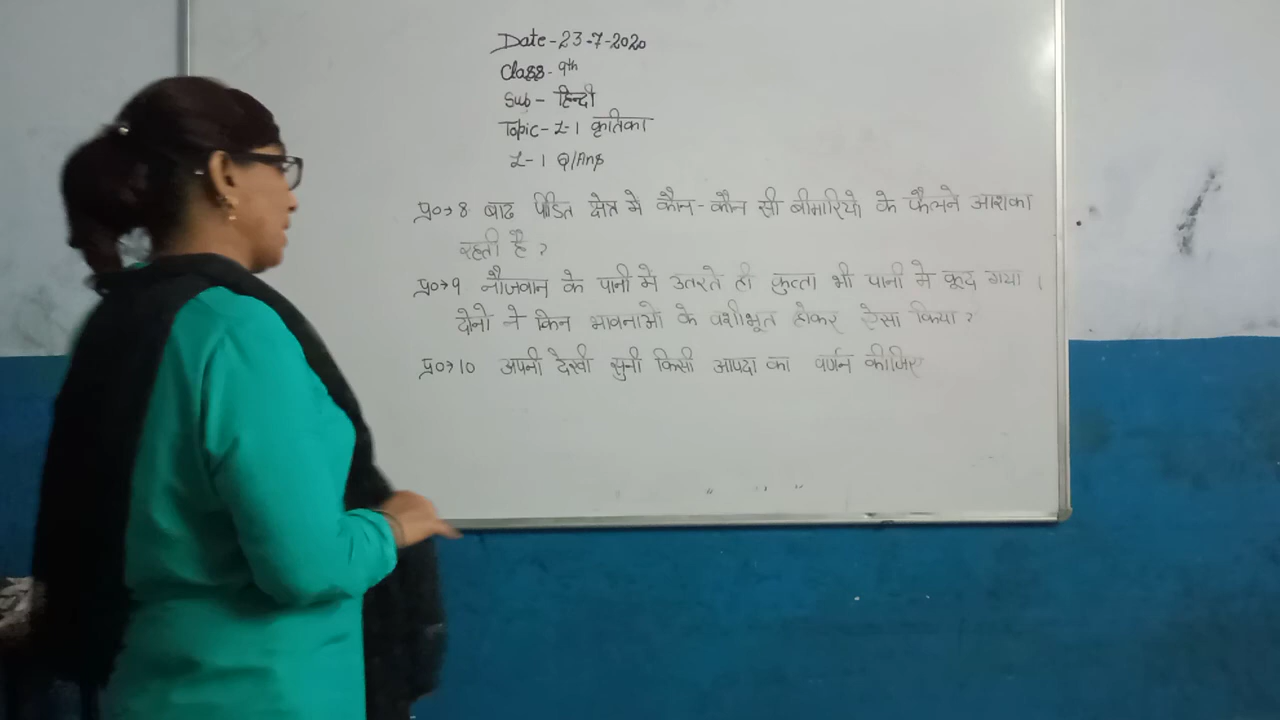 Date-23-7-2020
Class-9th
Sub- हिन्दी
Topic-L-1 कृतिका
L-1 Q/Ans
प्र०→8 बाढ पीडित क्षेत्र मे कौन-कौन सी बीमारियो के फैलने आशका
रहती है ?
प्र०→9 नौजवान के पानी मे उतरते ही कुत्ता भी पानी मे कूद गया ।
दोनो ने किन भावनाओ के वशीभूत होकर ऐसा किया ?
प्र०→10 अपनी देखी सुनी किसी आपदा का वर्णन कीजिए